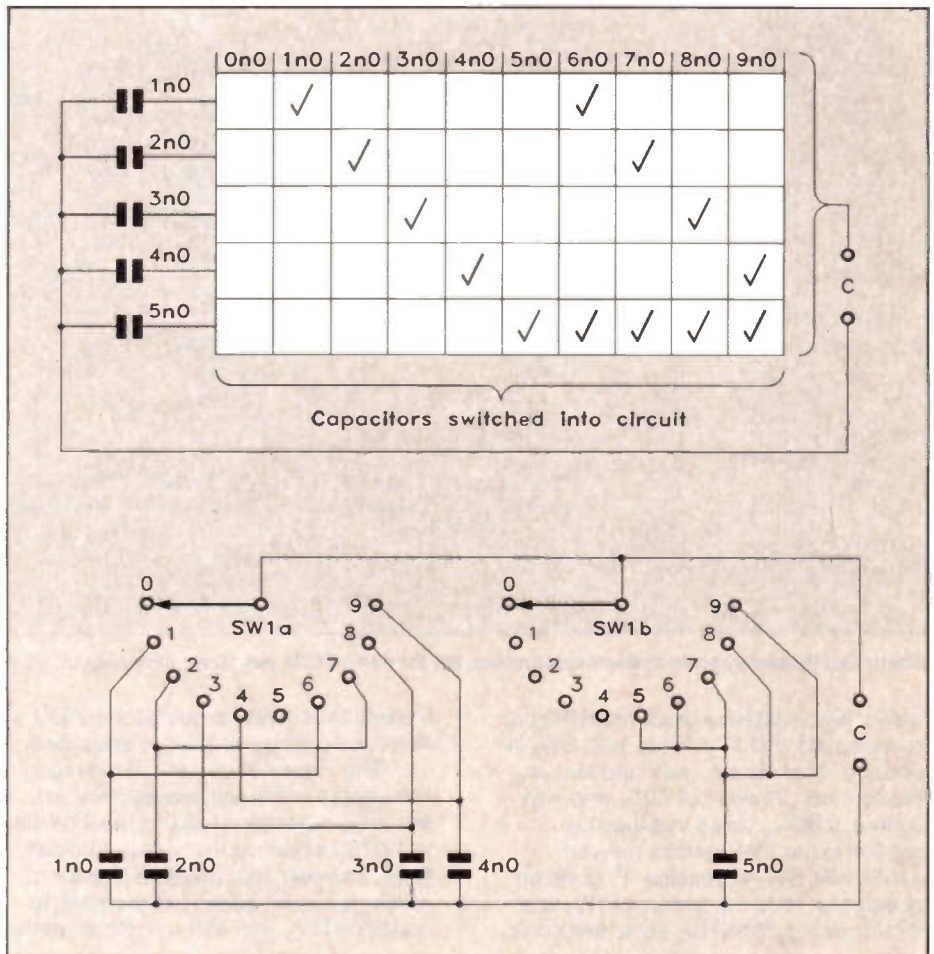 0n0 1n0 2n0 3n0 4n0 5n0 6n0 7n0 8n0 9n0
1n0 ✓ ✓
2n0 ✓ ✓
3n0 ✓ ✓
4n0 ✓ ✓
C
5n0 ✓ ✓ ✓ ✓ ✓
Capacitors switched into circuit
0 9 0 9
SW1a SW1b
1 8 1 8
2 7 2 7
3 4 5 6 3 4 5 6
C
1n0 2n0 3n0 4n0 5n0